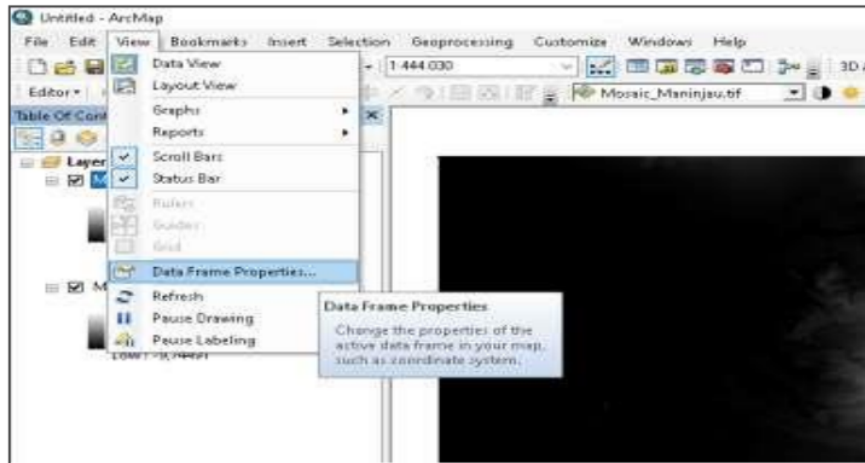 Untitled - ArcMap
File Edit View Bookmarks Insert Selection Geoprocessing Customize Windows Help
Data View
1:444.030
3D
Layout View
Editor
Mosaic_Maninjau.tif
Graphs
Table Of Cont
Reports
Layer
Scroll Bars
M
Status Bar
Rulers
Guides
Grid
Data Frame Properties...
M
Refresh
Pause Drawing
Pause Labeling
Data Frame Properties
Change the properties of the
active data frame in your map,
such as coordinate system.